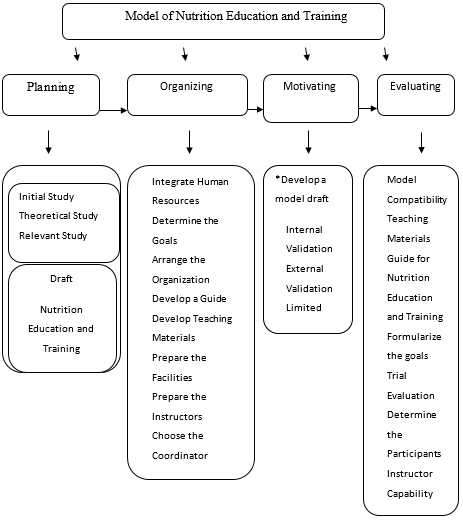 Model of Nutrition Education and Training
Planning
Organizing
Motivating
Evaluating
Initial Study
Theoretical Study
Relevant Study
Draft
Nutrition
Education and
Training
Integrate Human
Resources
Determine the
Goals
Arrange the
Organization
Develop a Guide
Develop Teaching
Materials
Prepare the
Facilities
Prepare the
Instructors
Choose the
Coordinator
*Develop a
model draft
Internal
Validation
External
Validation
Limited
Model
Compatibility
Teaching
Materials
Guide for
Nutrition
Education
and Training
Formularize
the goals
Trial
Evaluation
Determine
the
Participants
Instructor
Capability